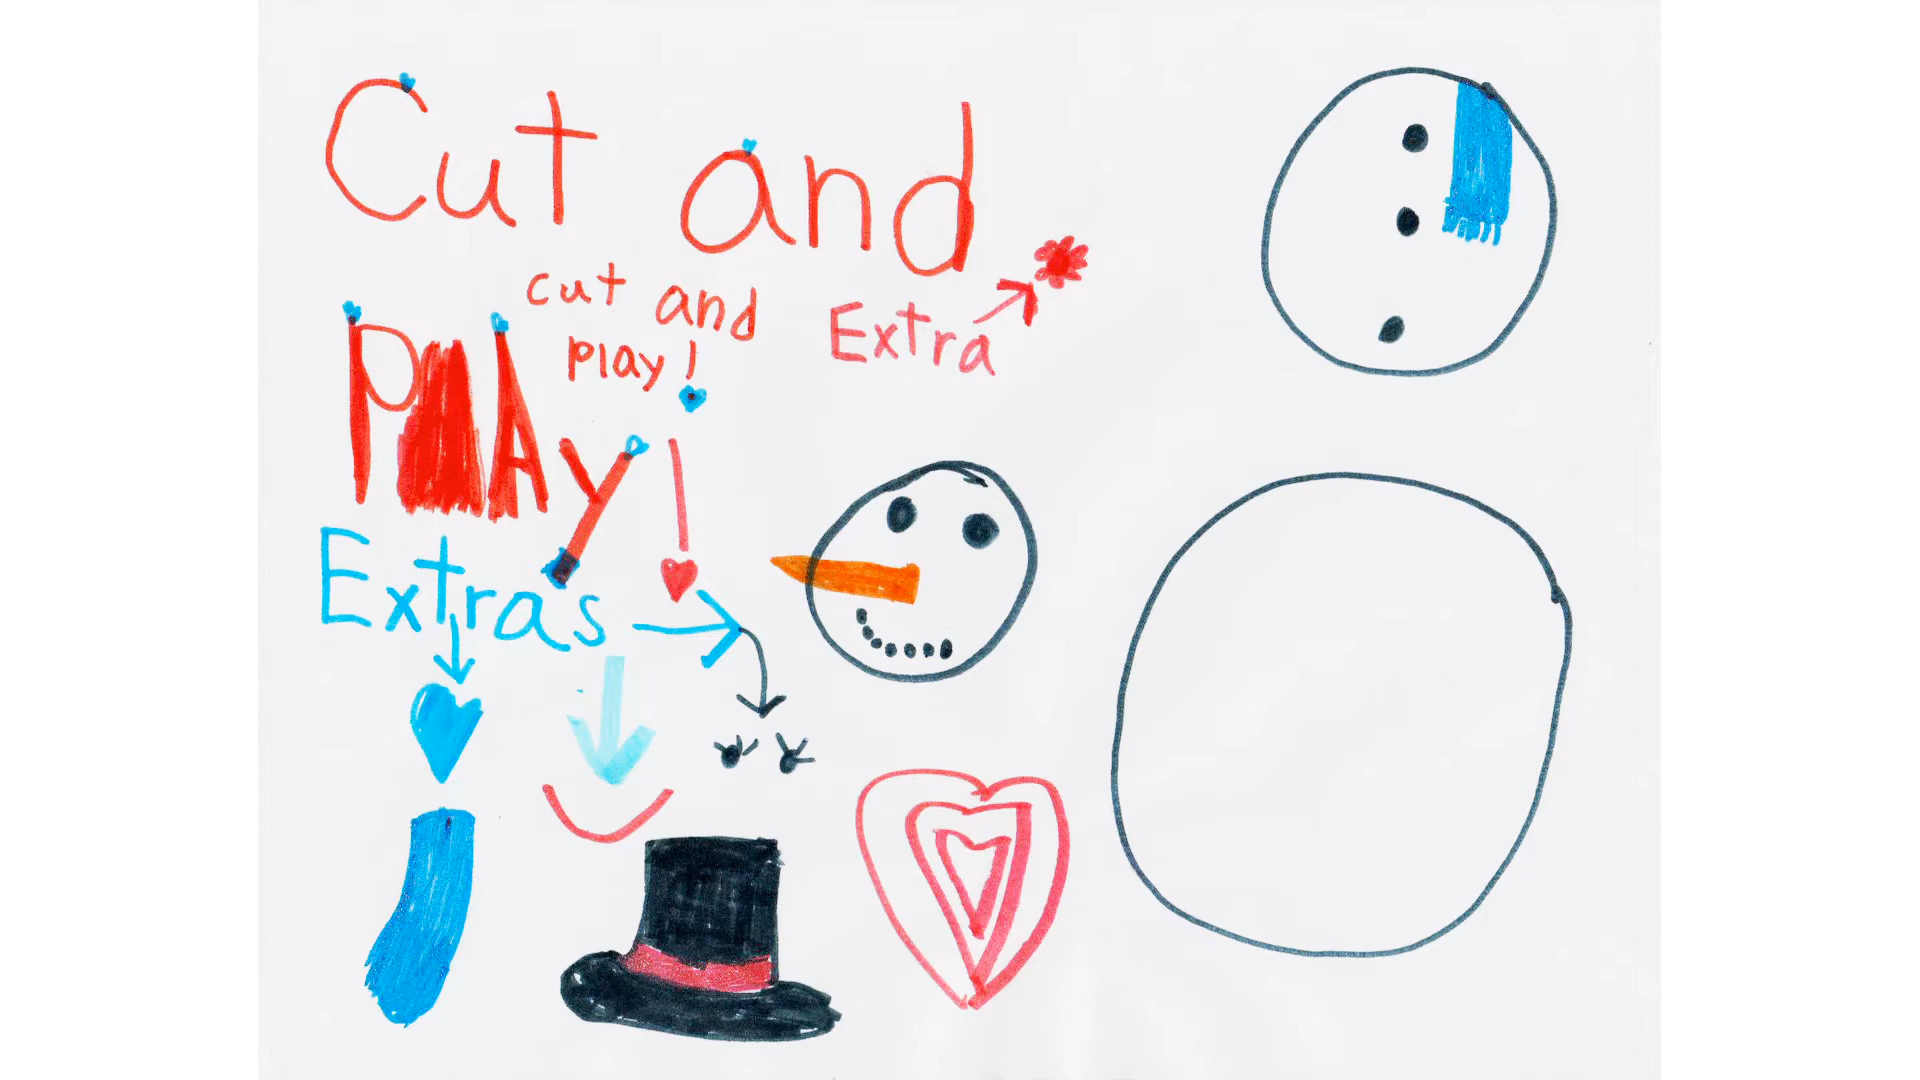 Cut and
cut and
play!
Extra
PlAy
Extras